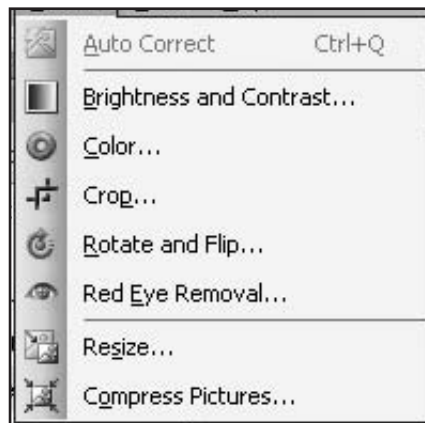 Auto Correct Ctrl+Q
Brightness and Contrast...
Color...
Crop...
Rotate and Flip...
Red Eye Removal...
Resize...
Compress Pictures...